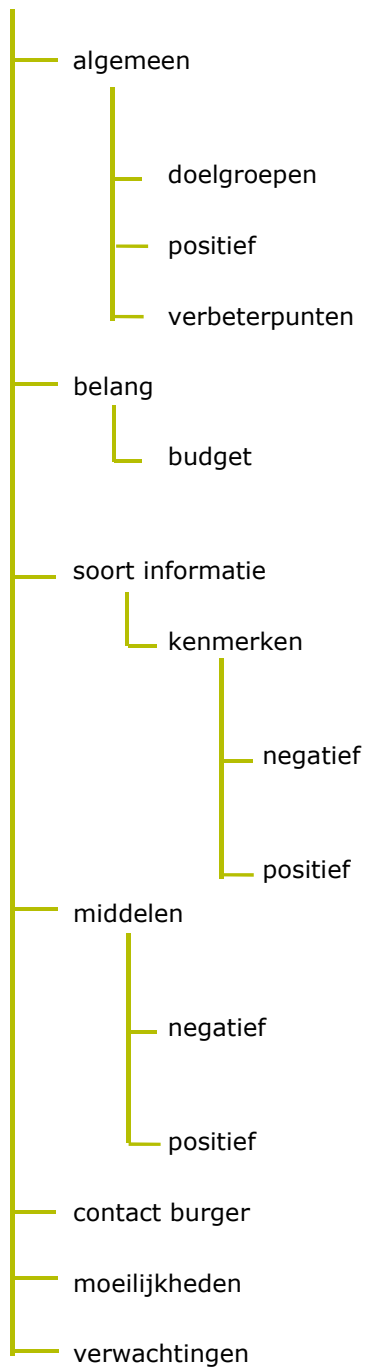 algemeen
doelgroepen
positief
verbeterpunten
belang
budget
soort informatie
kenmerken
negatief
positief
middelen
negatief
positief
contact burger
moeilijkheden
verwachtingen